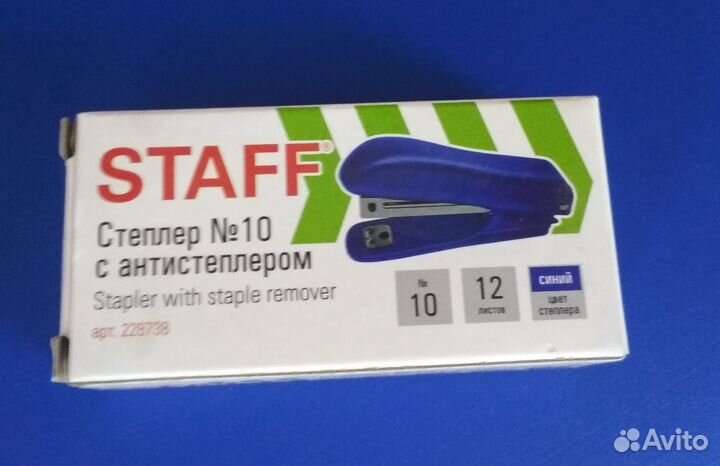 STAFF®
Степлер №10
с антистеплером
Stapler with staple remover
арт. 228738
№
10
12
листов
СИНИЙ
цвет
степлера
Avito